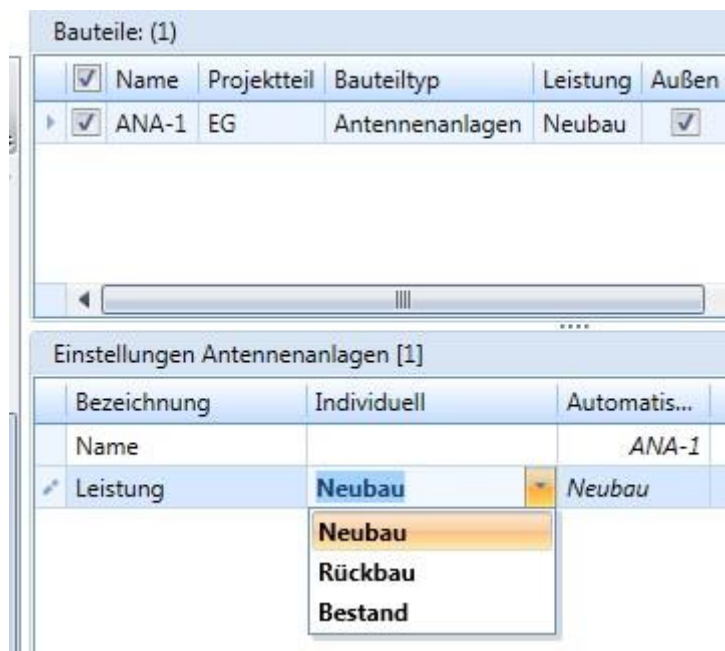 Bauteile: (1)
Name Projektteil Bauteiltyp Leistung Außen
ANA-1 EG Antennenanlagen Neubau
Einstellungen Antennenanlagen [1]
Bezeichnung Individuell Automatis...
Name ANA-1
Leistung Neubau Neubau
Neubau
Rückbau
Bestand